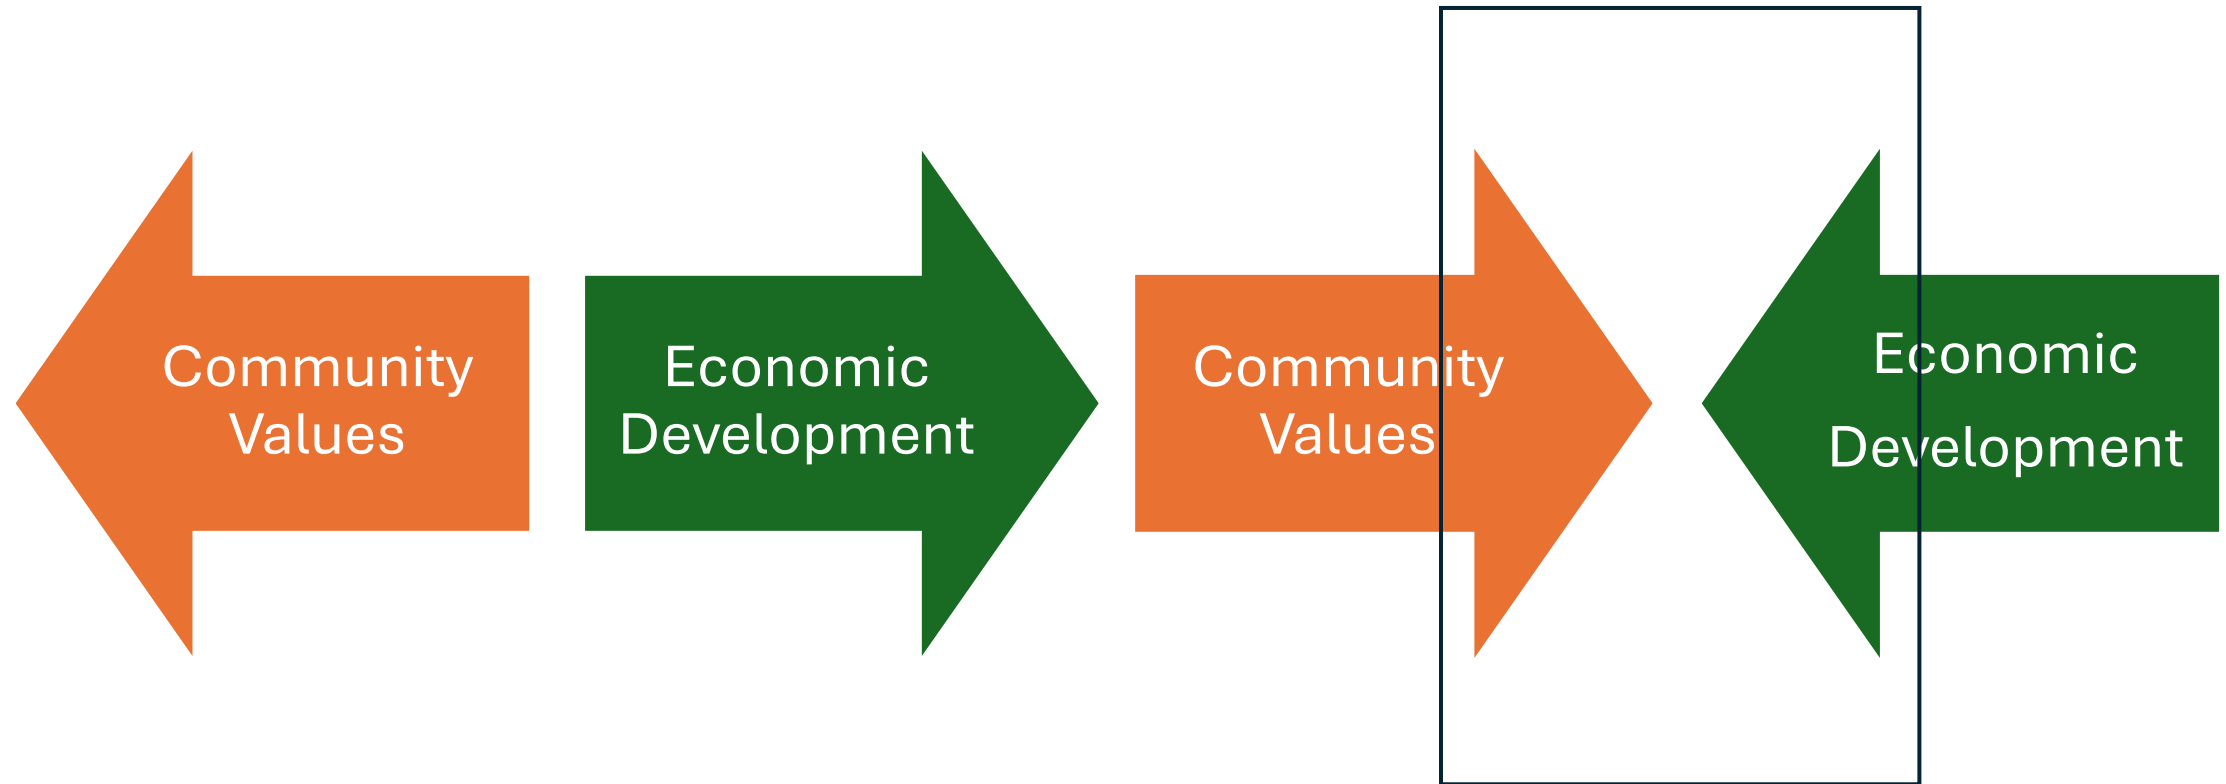 Community
Values
Economic
Development
Community
Values
Economic
Development